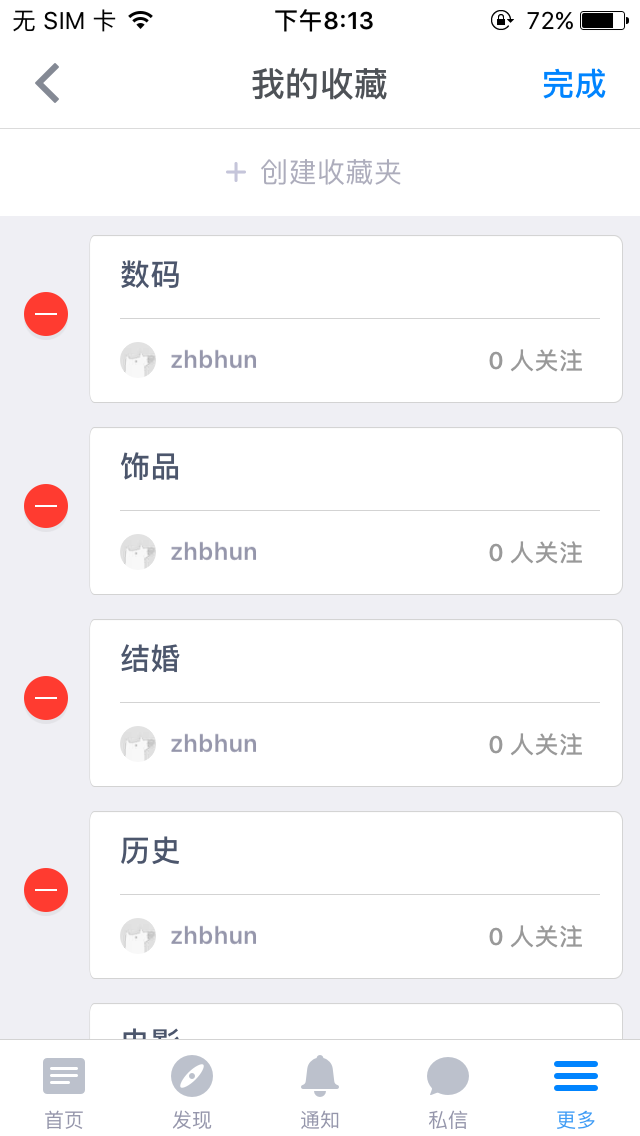 无 SIM 卡 下午8:13 72%
我的收藏 完成
+ 创建收藏夹
数码
zhbhun 0 人关注
饰品
zhbhun 0 人关注
结婚
zhbhun 0 人关注
历史
zhbhun 0 人关注
电影
首页 发现 通知 私信 更多